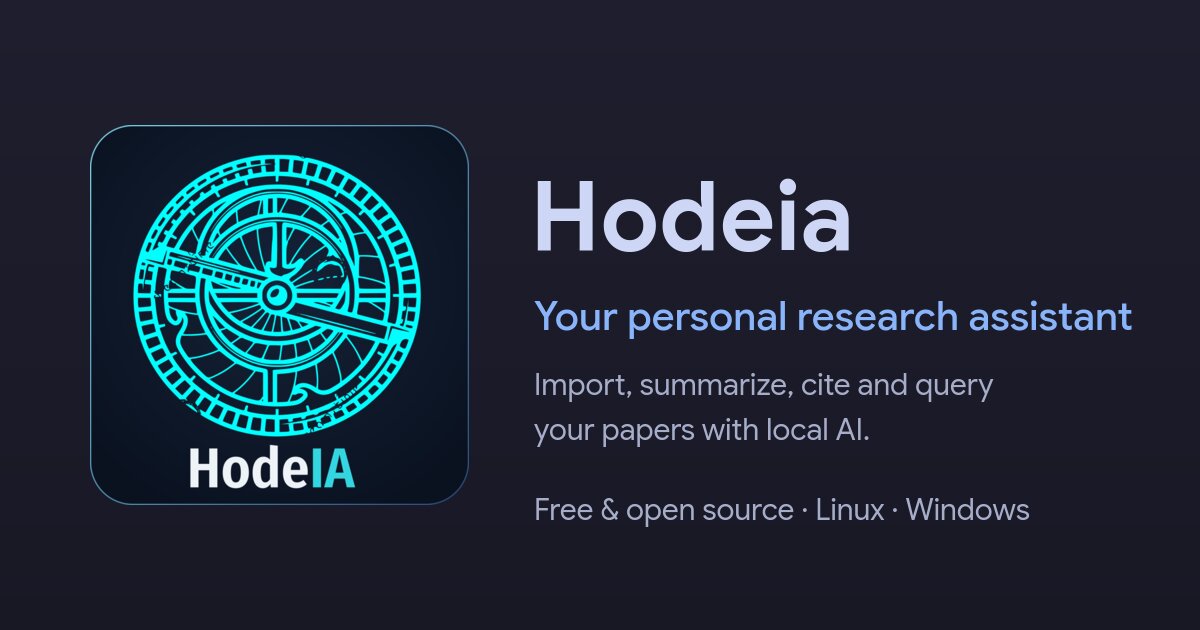 HodeIA
Hodeia
Your personal research assistant
Import, summarize, cite and query
your papers with local AI.
Free & open source · Linux · Windows